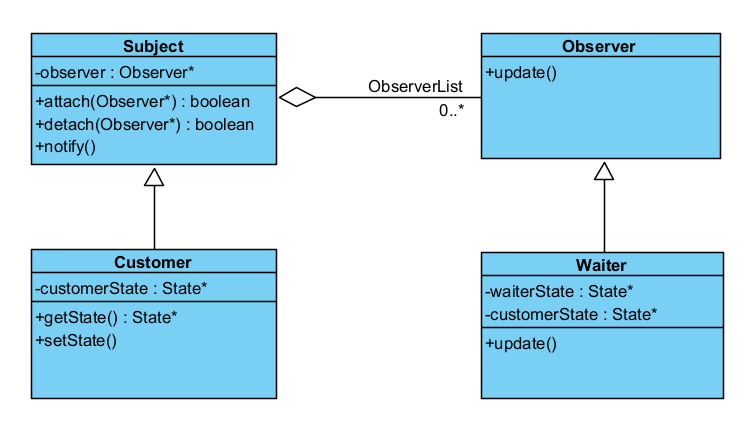 Subject
-observer : Observer*
+attach(Observer*) : boolean
+detach(Observer*) : boolean
+notify()
ObserverList
0..*
Observer
+update()
Customer
-customerState : State*
+getState() : State*
+setState()
Waiter
-waiterState : State*
-customerState : State*
+update()